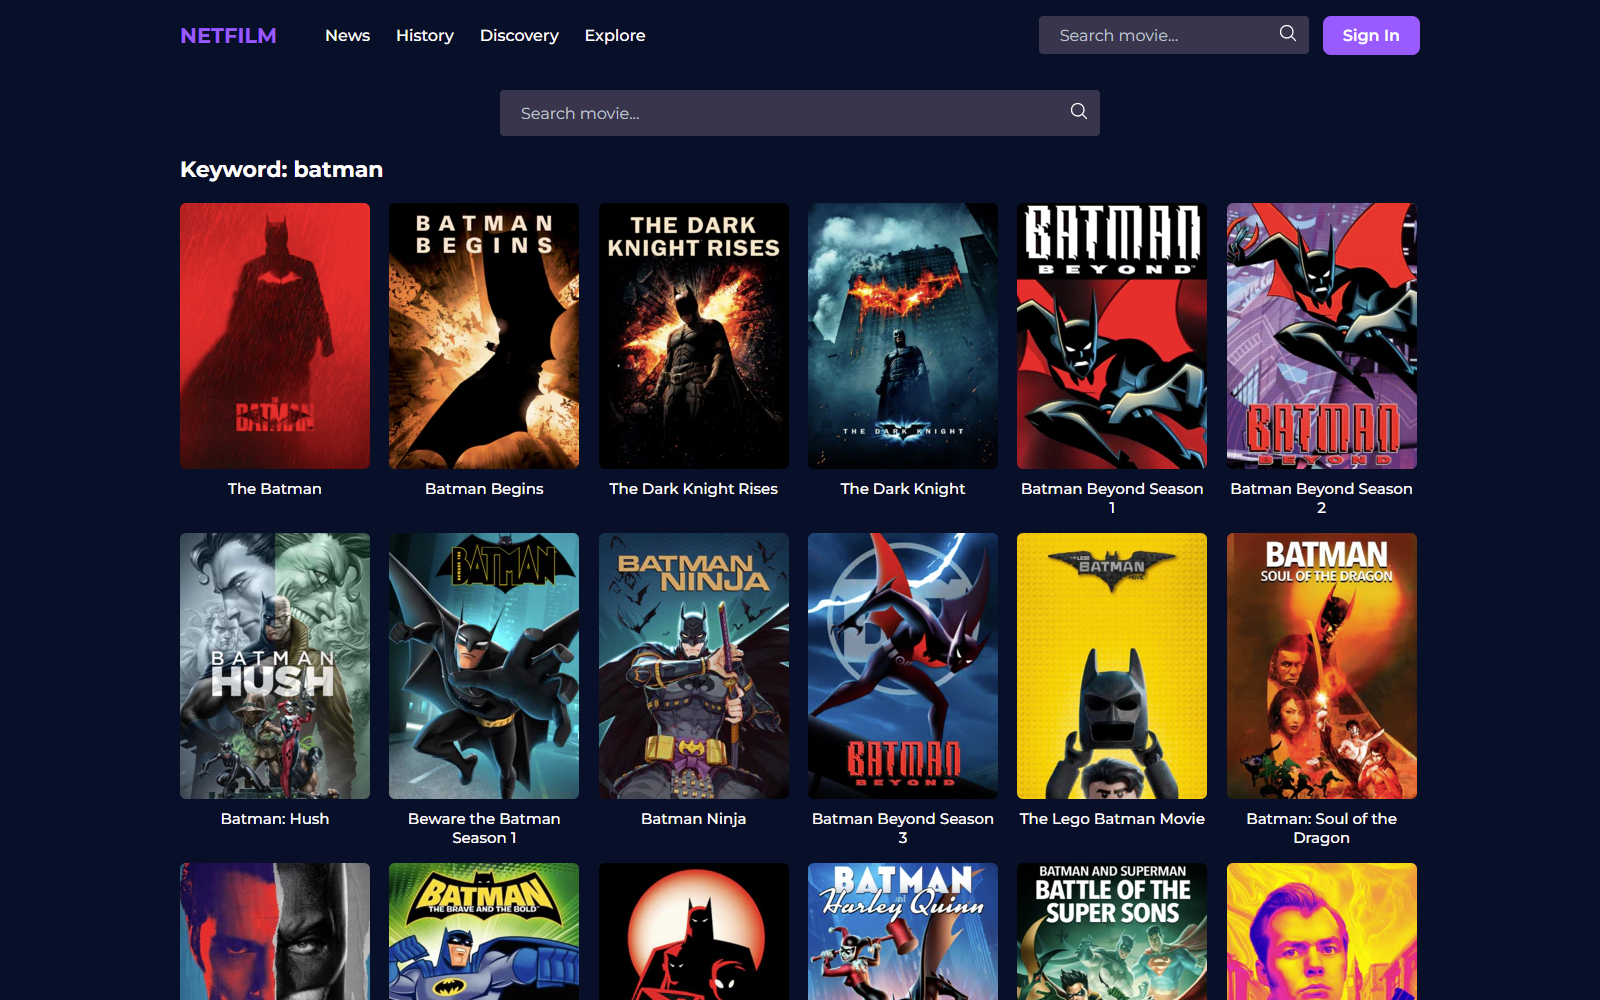 NETFILM
News
History
Discovery
Explore
Search movie...
Sign In
Search movie...
Keyword: batman
BATMAN
BATMAN
BEGINS
THE DARK
KNIGHT RISES
THE DARK KNIGHT
BATMAN
BEYOND
BATMAN
BEYOND
The Batman
Batman Begins
The Dark Knight Rises
The Dark Knight
Batman Beyond Season
1
Batman Beyond Season
2
BATMAN
HUSH
BATMAN
BATMAN
NINJA
BATMAN
BEYOND
THE LEGO
BATMAN
MOVIE
BATMAN
SOUL OF THE DRAGON
Batman: Hush
Beware the Batman
Season 1
Batman Ninja
Batman Beyond Season
3
The Lego Batman Movie
Batman: Soul of the
Dragon
BATMAN
THE BRAVE AND THE BOLD
BATMAN
and
Harley Quinn
BATMAN AND SUPERMAN
BATTLE OF THE
SUPER SONS